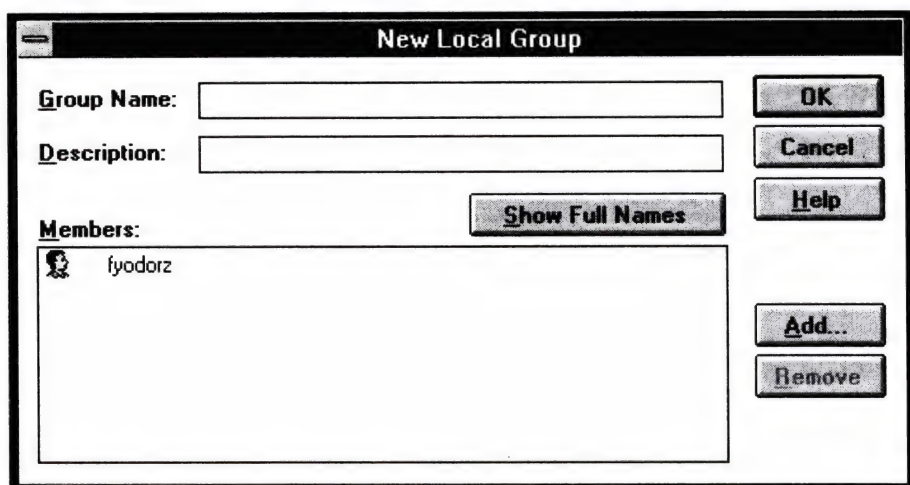 New Local Group
Group Name:
OK
Description:
Cancel
Show Full Names
Help
Members:
fyodorz
Add...
Remove